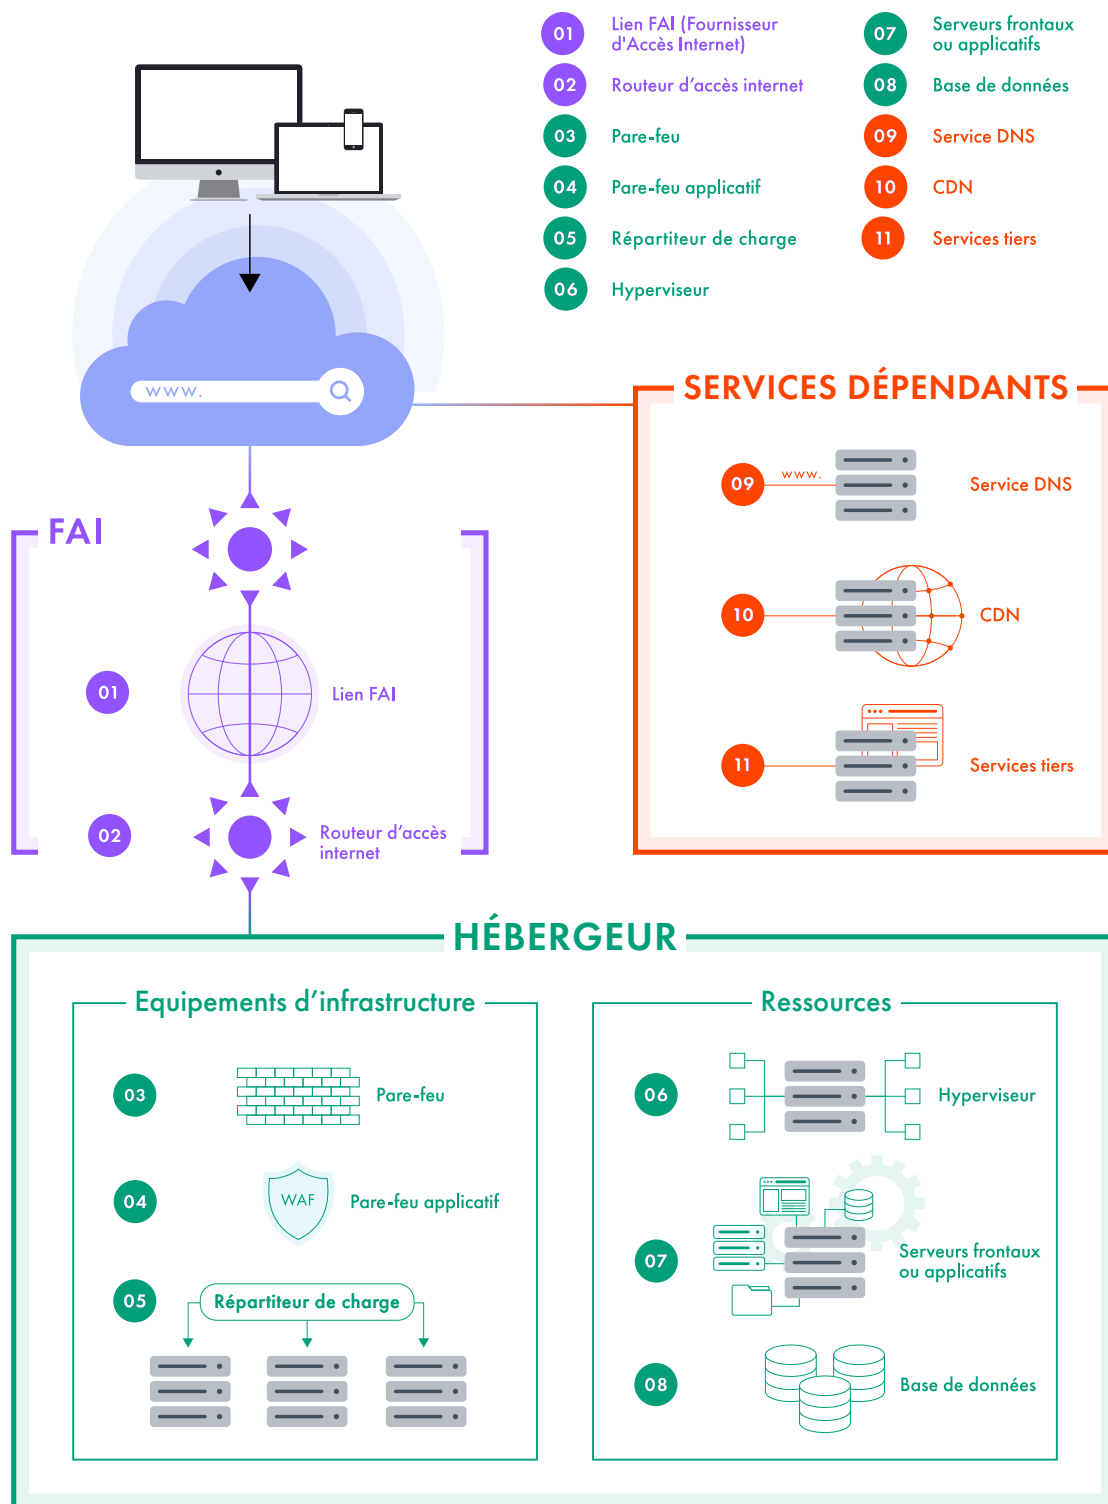 01
Lien FAI (Fournisseur
d'Accès Internet)
02
Routeur d’accès internet
03
Pare-feu
04
Pare-feu applicatif
05
Répartiteur de charge
06
Hyperviseur
07
Serveurs frontaux
ou applicatifs
08
Base de données
09
Service DNS
10
CDN
11
Services tiers
www.
SERVICES DÉPENDANTS
09
www.
Service DNS
10
CDN
11
Services tiers
FAI
01
Lien FAI
02
Routeur d’accès
internet
HÉBERGEUR
Equipements d’infrastructure
03
Pare-feu
04
WAF
Pare-feu applicatif
05
Répartiteur de charge
Ressources
06
Hyperviseur
07
Serveurs frontaux
ou applicatifs
08
Base de données